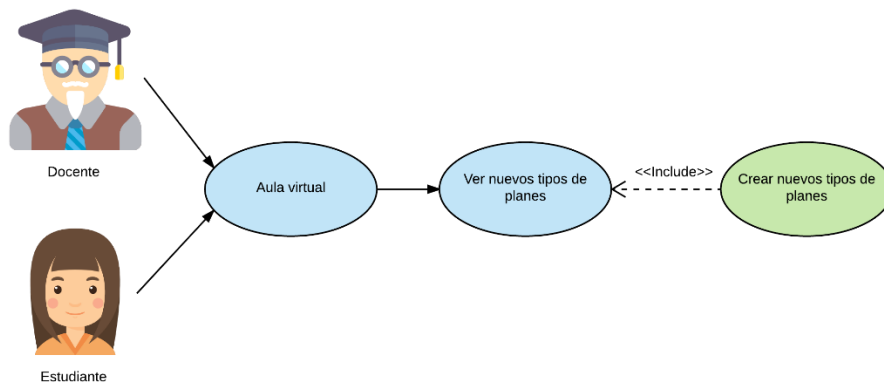 Docente
Aula virtual
Ver nuevos tipos de
planes
<<Include>>
Crear nuevos tipos de
planes
Estudiante